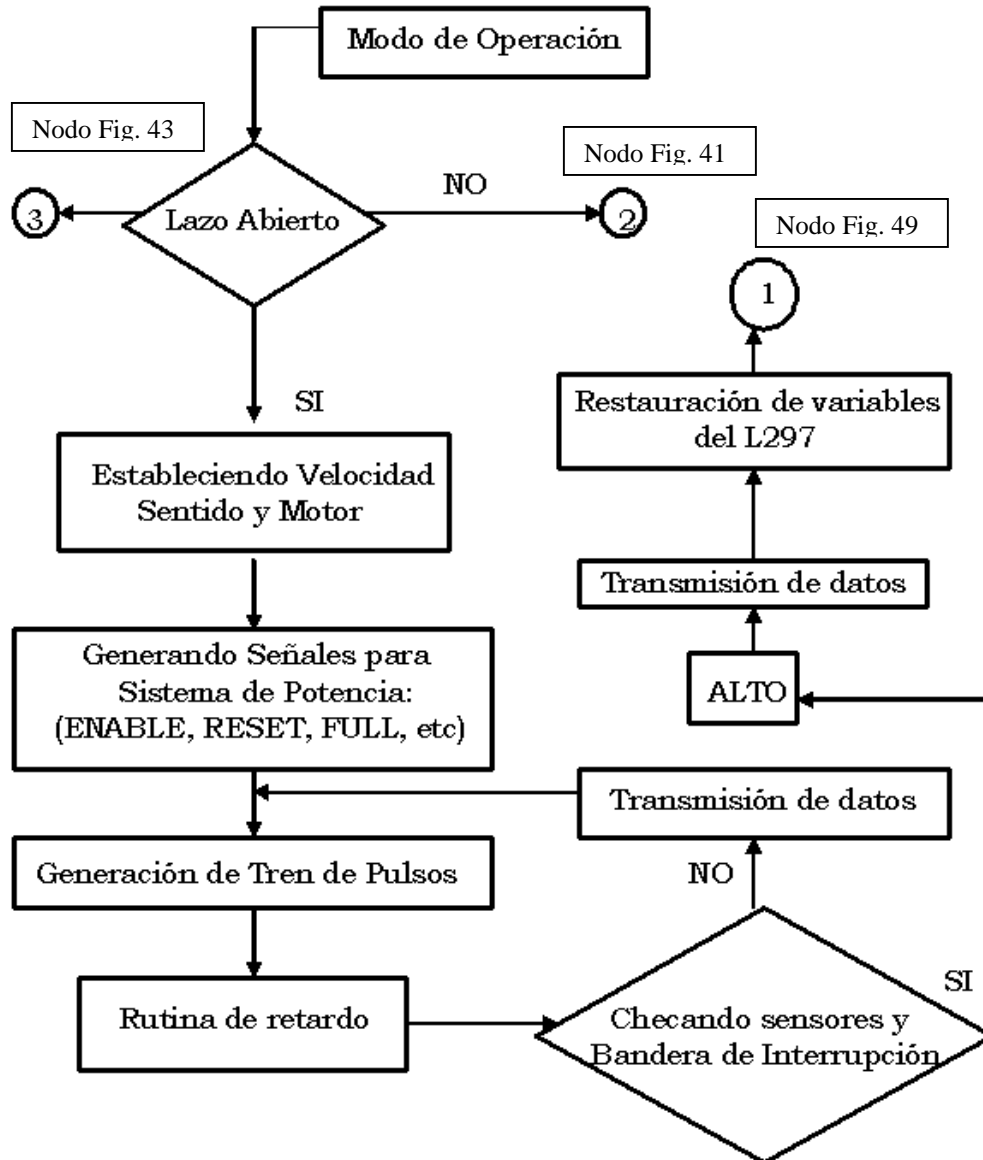 Modo de Operación
Nodo Fig. 43
Nodo Fig. 41
NO
3
Lazo Abierto
2
Nodo Fig. 49
1
SI
Restauración de variables
del L297
Estableciendo Velocidad
Sentido y Motor
Transmisión de datos
Generando Señales para
Sistema de Potencia:
(ENABLE, RESET, FULL, etc)
ALTO
Transmisión de datos
Generación de Tren de Pulsos
NO
SI
Rutina de retardo
Checando sensores y
Bandera de Interrupción